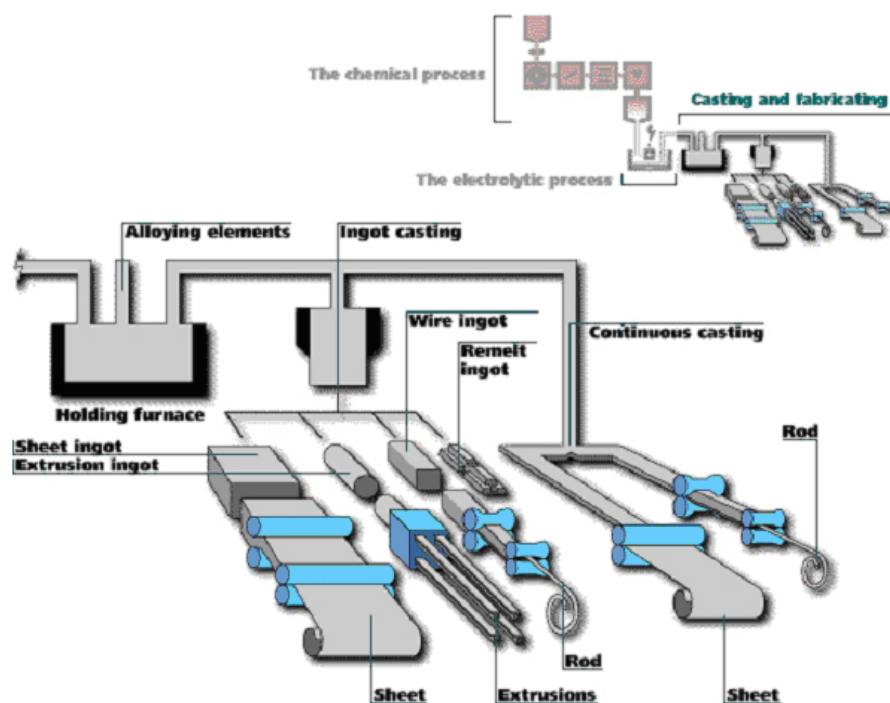 The chemical process
Casting and fabricating
The electrolytic process
Alloying elements
Ingot casting
Wire ingot
Remelt
ingot
Continuous casting
Holding furnace
Sheet ingot
Extrusion ingot
Rod
Rod
Sheet
Extrusions
Sheet